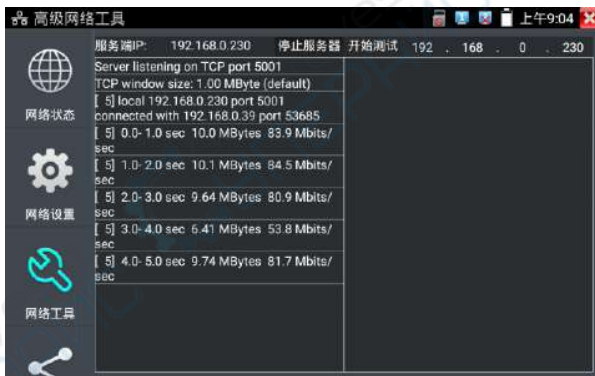 高级网络工具 上午9:04
服务端IP: 192.168.0.230 停止服务器 开始测试 192 . 168 . 0 . 230
Server listening on TCP port 5001
TCP window size: 1.00 MByte (default)
[ 5] local 192.168.0.230 port 5001
connected with 192.168.0.39 port 53685
[ 5] 0.0- 1.0 sec 10.0 MBytes 83.9 Mbits/
sec
[ 5] 1.0- 2.0 sec 10.1 MBytes 84.5 Mbits/
sec
[ 5] 2.0- 3.0 sec 9.64 MBytes 80.9 Mbits/
sec
[ 5] 3.0- 4.0 sec 6.41 MBytes 53.8 Mbits/
sec
[ 5] 4.0- 5.0 sec 9.74 MBytes 81.7 Mbits/
sec
网络状态
网络设置
网络工具